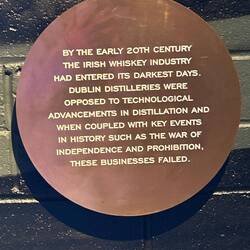 BY THE EARLY 20TH CENTURY
THE IRISH WHISKEY INDUSTRY
HAD ENTERED ITS DARKEST DAYS.
DUBLIN DISTILLERIES WERE
OPPOSED TO TECHNOLOGICAL
ADVANCEMENTS IN DISTILLATION AND
WHEN COUPLED WITH KEY EVENTS
IN HISTORY SUCH AS THE WAR OF
INDEPENDENCE AND PROHIBITION,
THESE BUSINESSES FAILED.